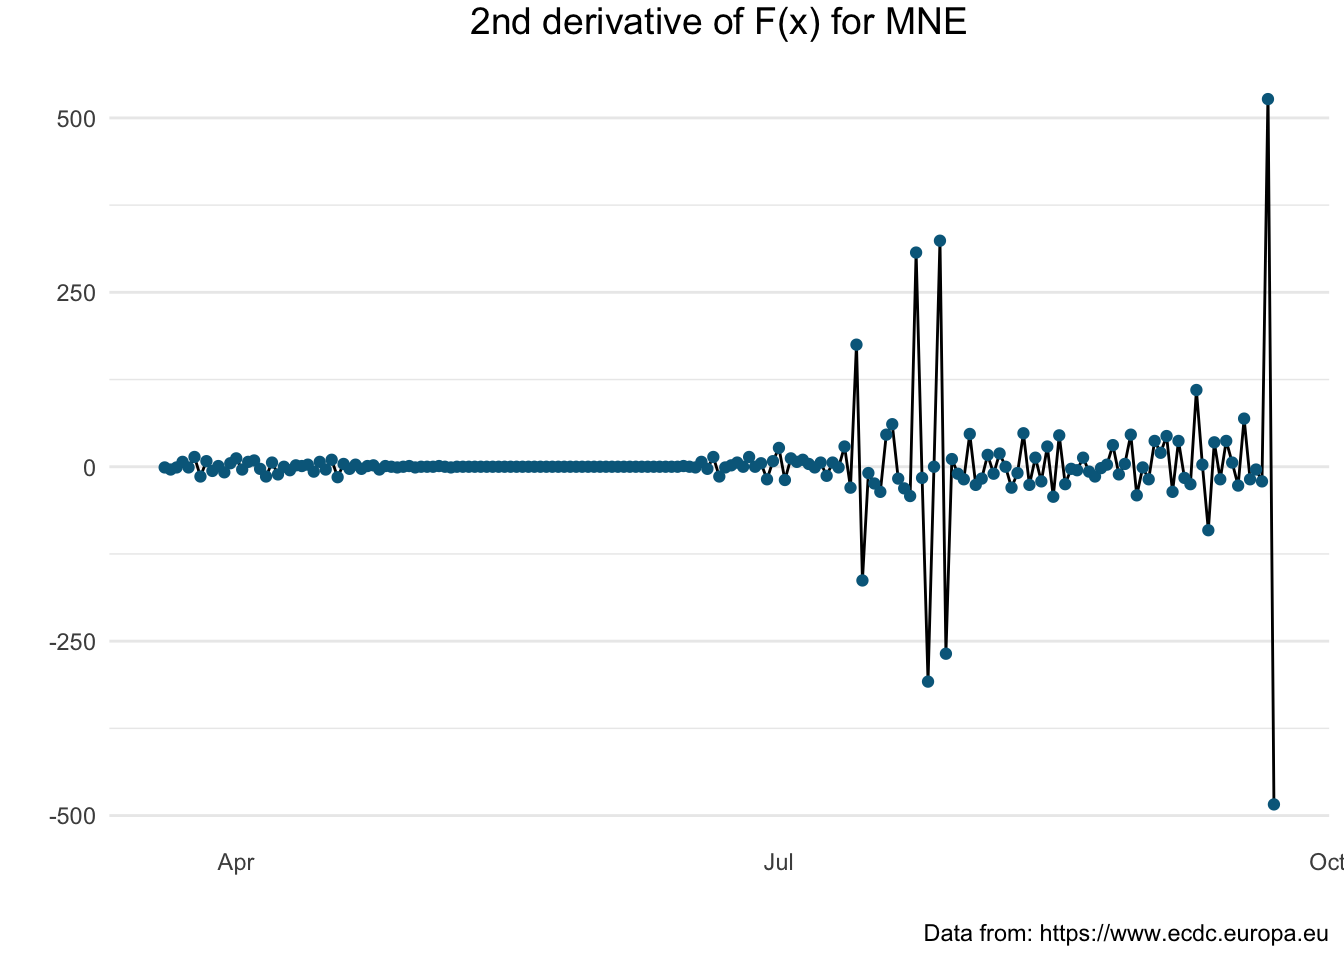 2nd derivative of F(x) for MNE
500
250
0
-250
-500
Apr Jul Oct
Data from: https://www.ecdc.europa.eu